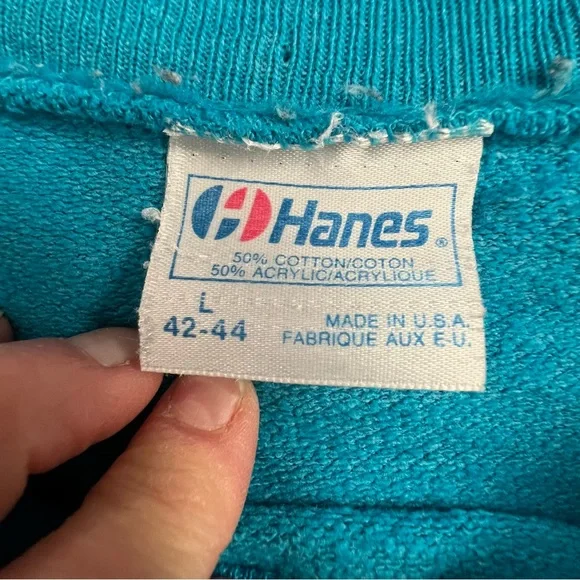 Hanes®
50% COTTON/COTON
50% ACRYLIC/ACRYLIQUE
L
42-44
MADE IN U.S.A.
FABRIQUE AUX E.U.